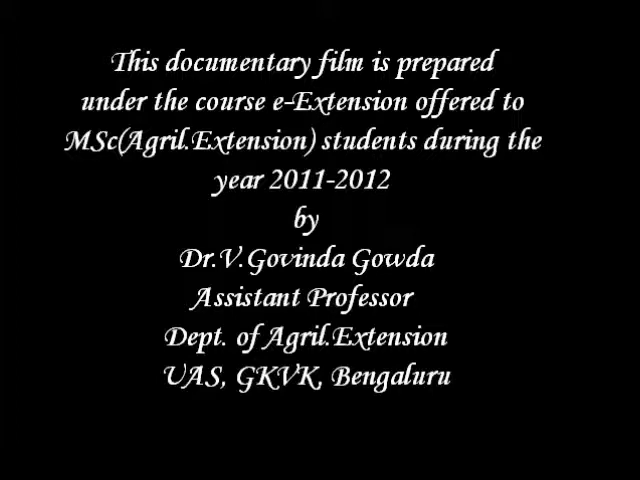 This documentary film is prepared
under the course e-Extension offered to
MSc(Agril.Extension) students during the
year 2011-2012
by
Dr.V.Govinda Gowda
Assistant Professor
Dept. of Agril.Extension
UAS, GKVK, Bengaluru